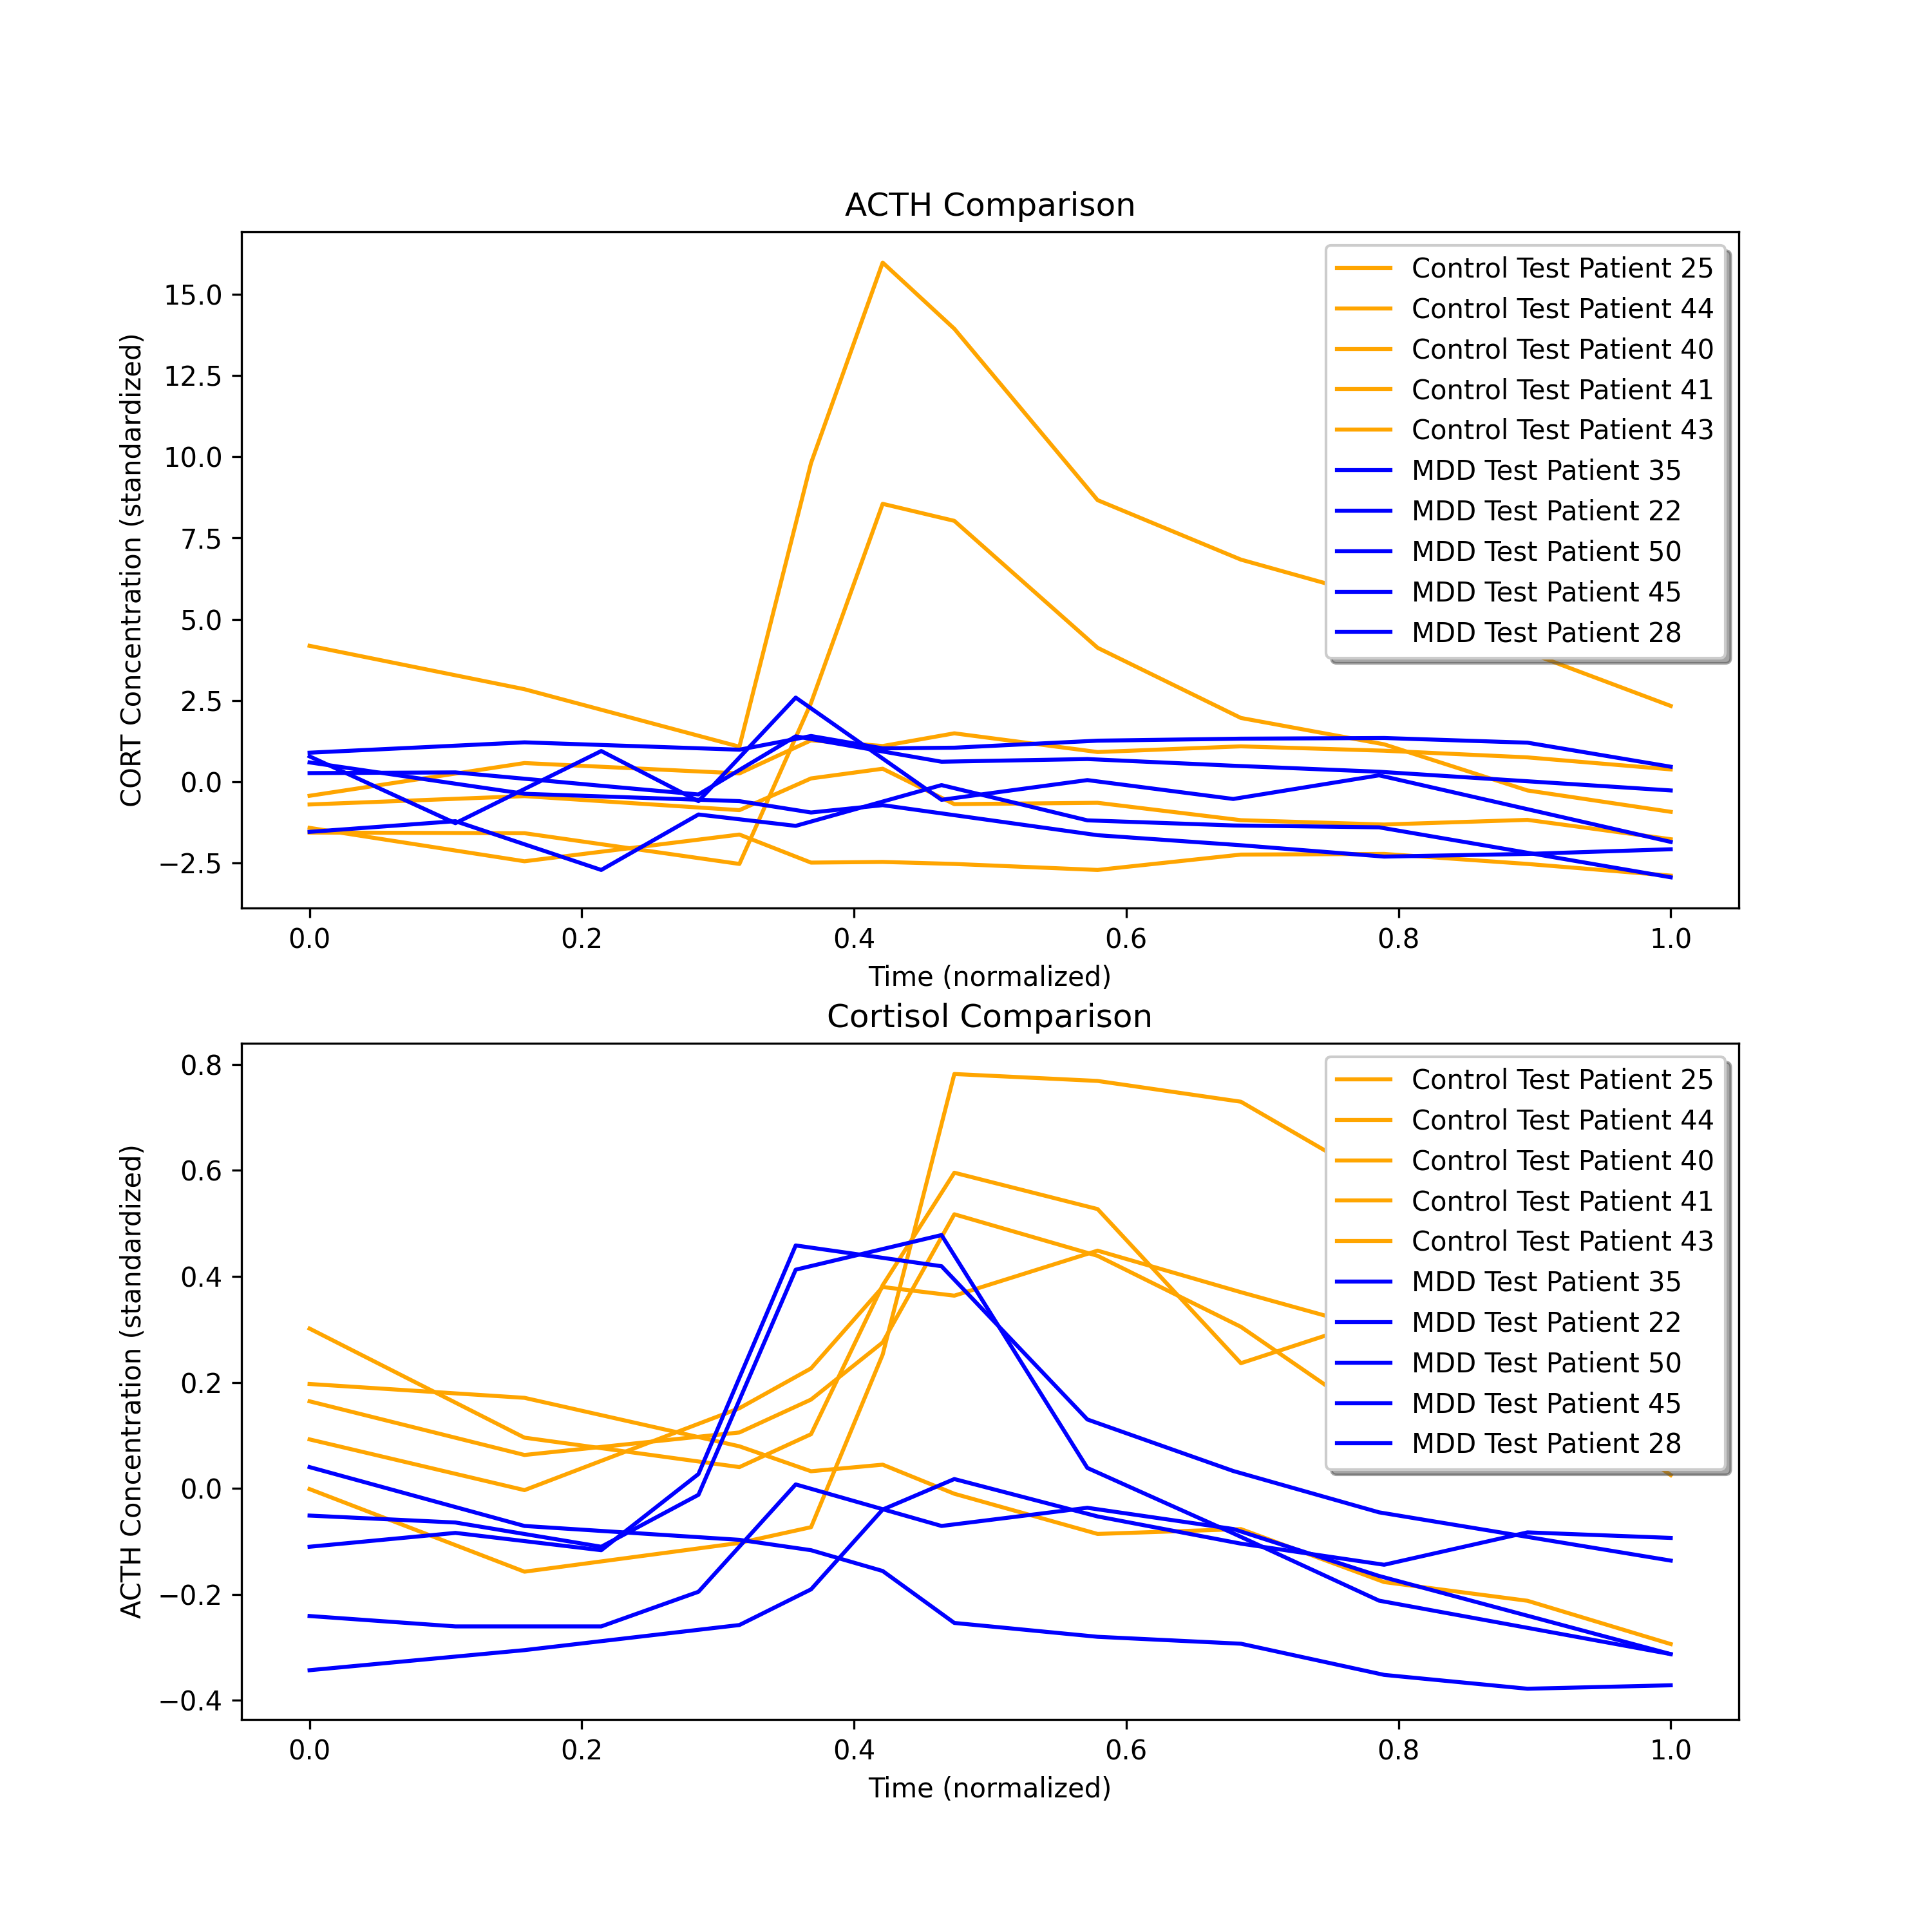 ACTH Comparison
CORT Concentration (standardized)
15.0
12.5
10.0
7.5
5.0
2.5
0.0
−2.5
Control Test Patient 25
Control Test Patient 44
Control Test Patient 40
Control Test Patient 41
Control Test Patient 43
MDD Test Patient 35
MDD Test Patient 22
MDD Test Patient 50
MDD Test Patient 45
MDD Test Patient 28
0.0 0.2 0.4 0.6 0.8 1.0
Time (normalized)
Cortisol Comparison
ACTH Concentration (standardized)
0.8
0.6
0.4
0.2
0.0
−0.2
−0.4
Control Test Patient 25
Control Test Patient 44
Control Test Patient 40
Control Test Patient 41
Control Test Patient 43
MDD Test Patient 35
MDD Test Patient 22
MDD Test Patient 50
MDD Test Patient 45
MDD Test Patient 28
0.0 0.2 0.4 0.6 0.8 1.0
Time (normalized)